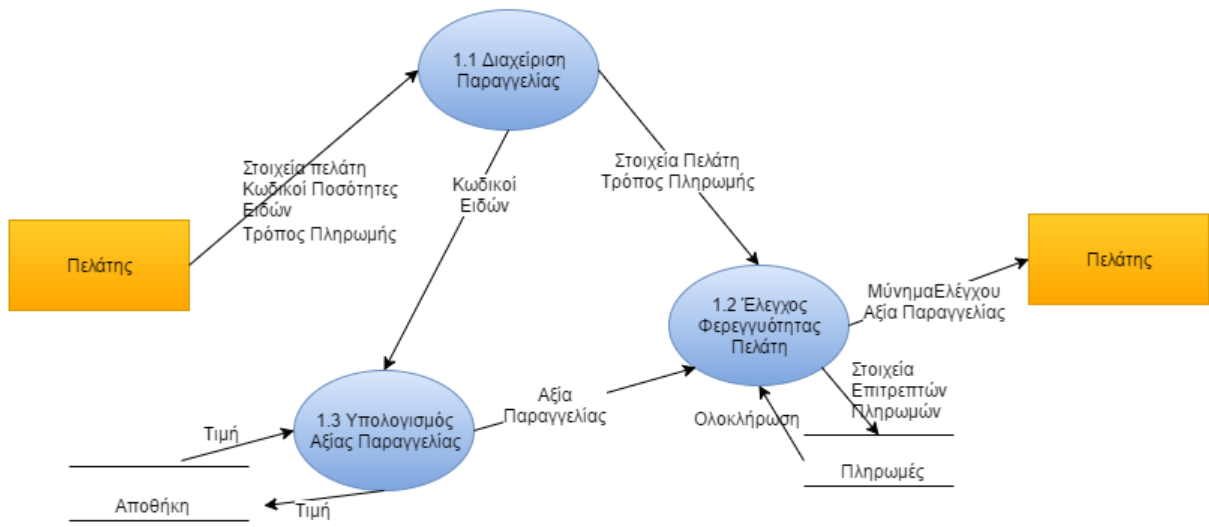 1.1 Διαχείριση
Παραγγελίας
Στοιχεία πελάτη
Κωδικοί Ποσότητες
Ειδών
Τρόπος Πληρωμής
Κωδικοί
Ειδών
Στοιχεία Πελάτη
Τρόπος Πληρωμής
Πελάτης
Πελάτης
1.2 Έλεγχος
Φερεγγυότητας
Πελάτη
ΜύνημαΕλέγχου
Αξία Παραγγελίας
Στοιχεία
Επιτρεπτών
Πληρωμών
Αξία
Παραγγελίας
Ολοκλήρωση
1.3 Υπολογισμός
Αξίας Παραγγελίας
Τιμή
Πληρωμές
Αποθήκη
Τιμή